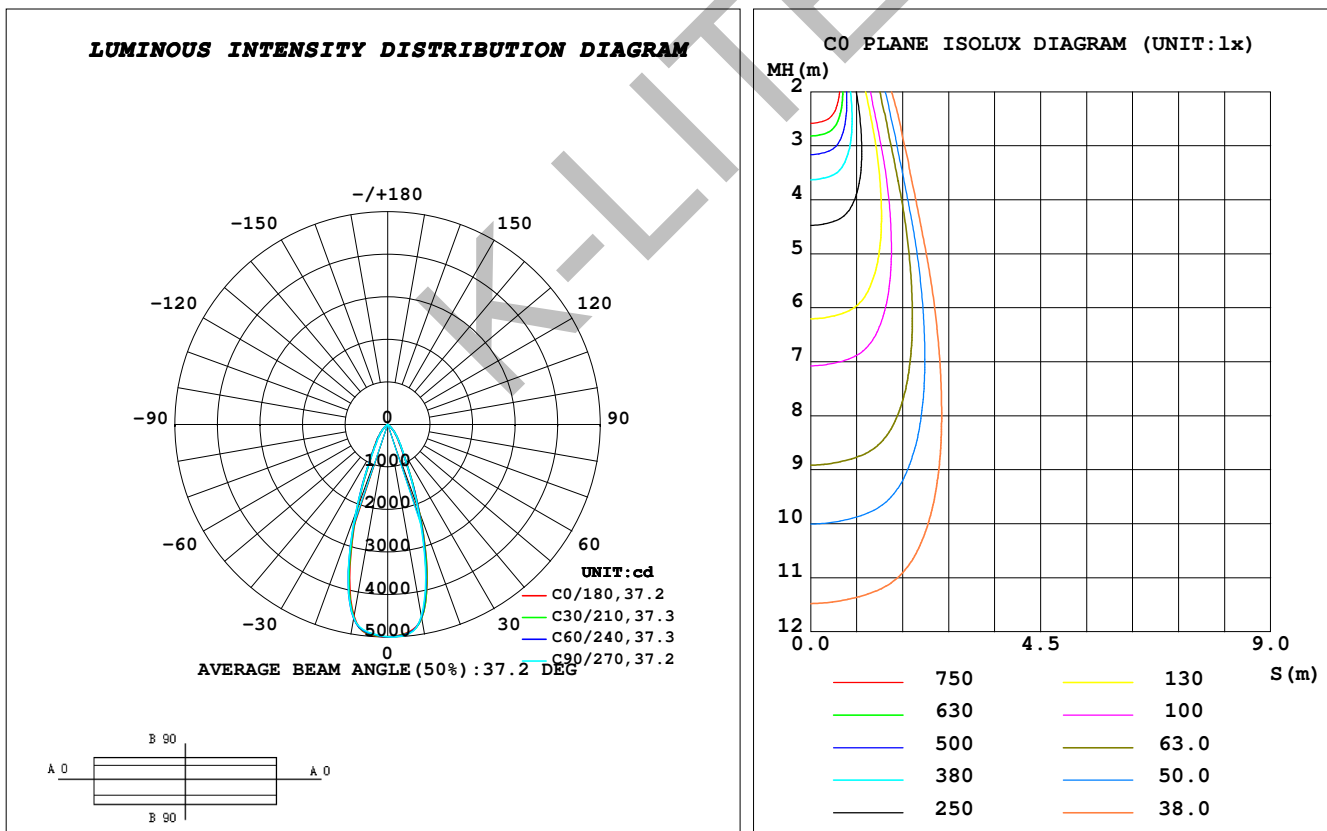 LUMINOUS INTENSITY DISTRIBUTION DIAGRAM
-/+180
-150 150
-120 120
-90 90
-60 60
-30 30
0
1000
2000
3000
4000
5000
0
UNIT:cd
C0/180,37.2
C30/210,37.3
C60/240,37.3
C90/270,37.2
AVERAGE BEAM ANGLE(50%):37.2 DEG
B 90
A 0 A 0
B 90
C0 PLANE ISOLUX DIAGRAM (UNIT:lx)
MH(m)
2
3
4
5
6
7
8
9
10
11
12
0.0 4.5 9.0
S(m)
750 130
630 100
500 63.0
380 50.0
250 38.0
K-LITE